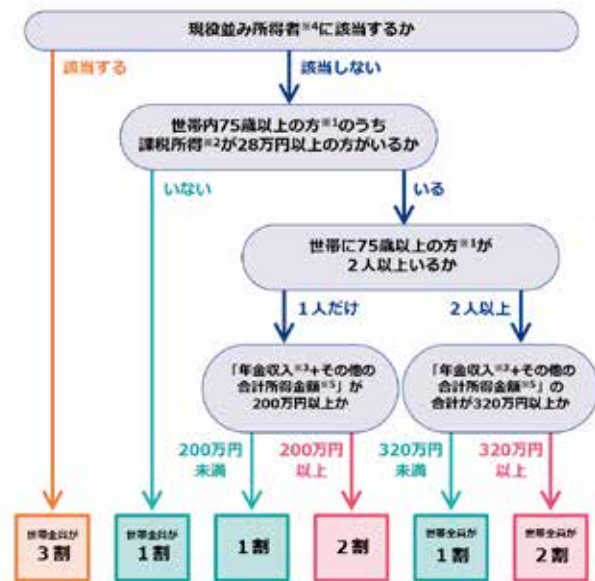 現役並み所得者※4に該当するか
該当する
該当しない
世帯内75歳以上の方※1のうち
課税所得※2が28万円以上の方がいるか
いない
いる
世帯に75歳以上の方※1が
2人以上いるか
1人だけ
2人以上
「年金収入※3+その他の
合計所得金額※5」が
200万円以上か
「年金収入※3+その他の
合計所得金額※5」の
合計が320万円以上か
200万円
未満
200万円
以上
320万円
未満
320万円
以上
世帯全員が
3割
世帯全員が
1割
1割
2割
世帯全員が
1割
世帯全員が
2割